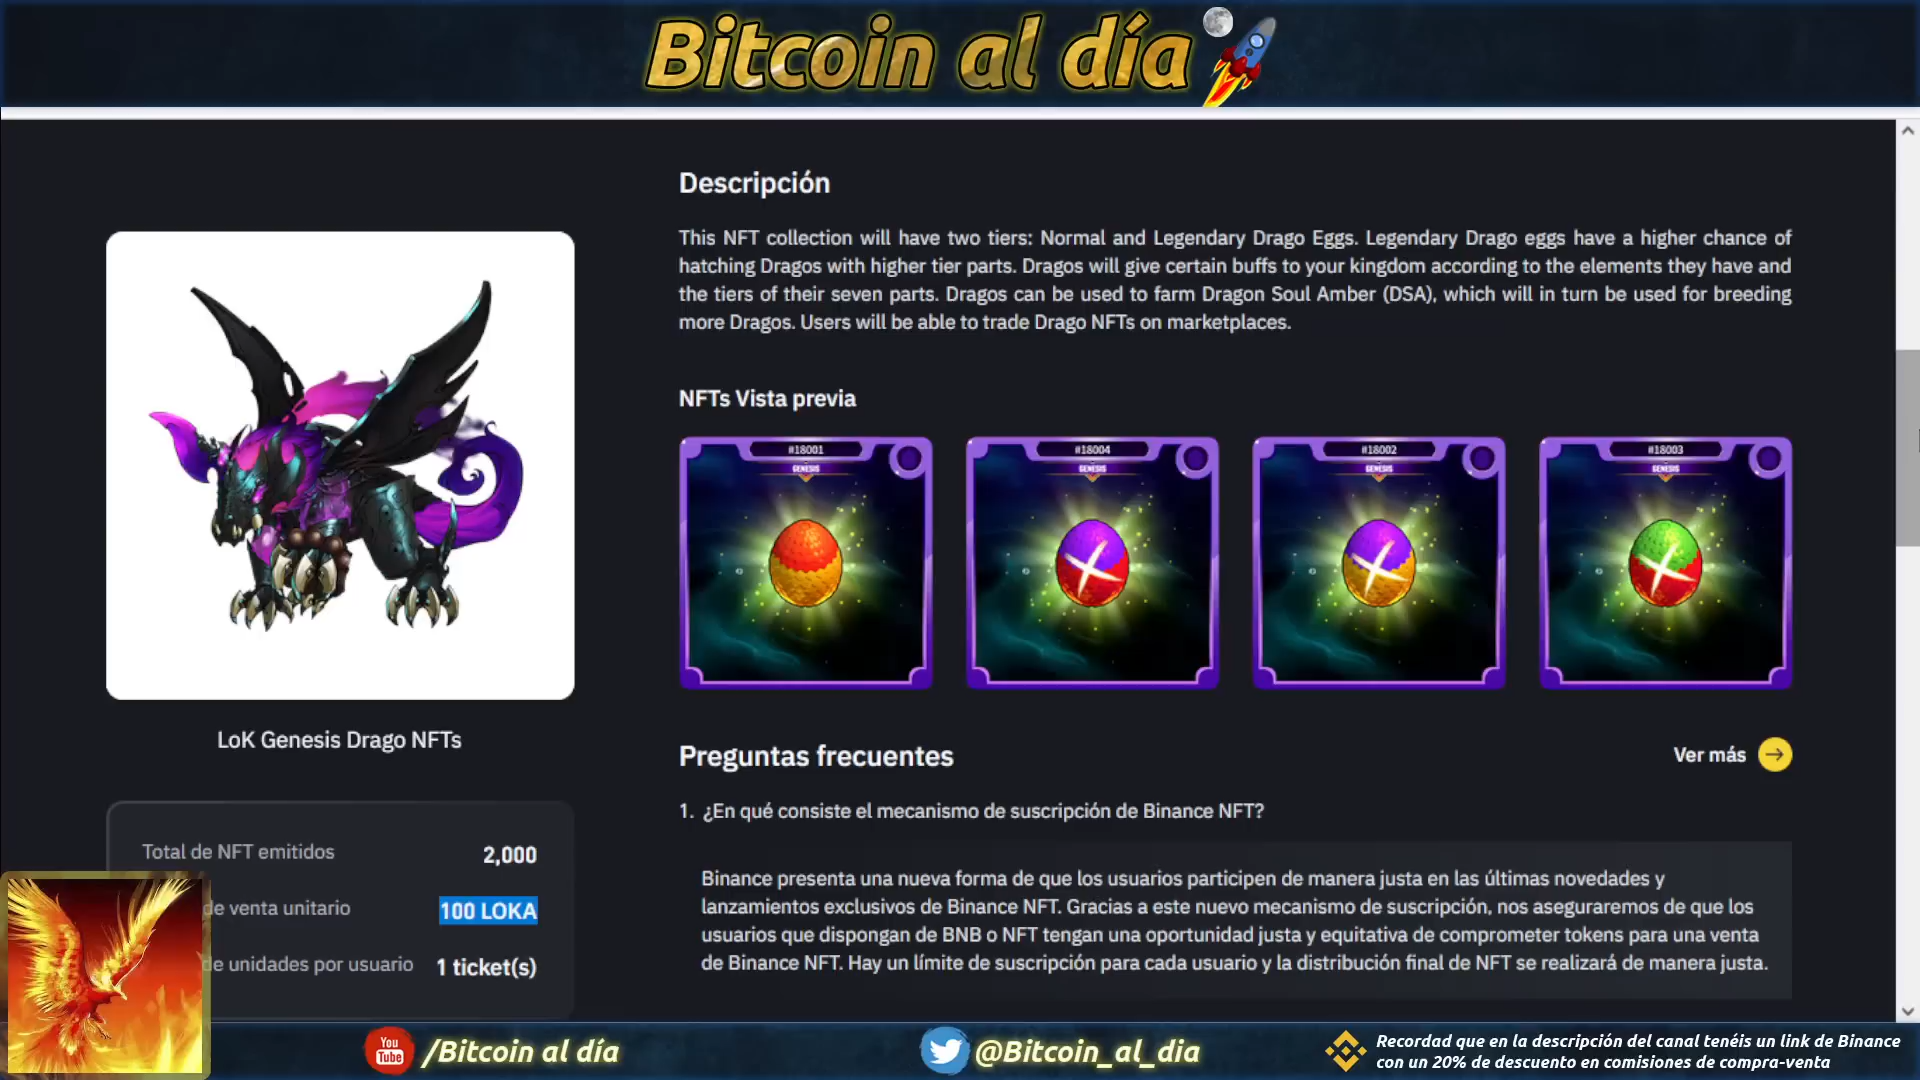 Bitcoin al día
Descripción
This NFT collection will have two tiers: Normal and Legendary Drago Eggs. Legendary Drago eggs have a higher chance of
hatching Dragos with higher tier parts. Dragos will give certain buffs to your kingdom according to the elements they have and
the tiers of their seven parts. Dragos can be used to farm Dragon Soul Amber (DSA), which will in turn be used for breeding
more Dragos. Users will be able to trade Drago NFTs on marketplaces.
NFTs Vista previa
#18001
GENESIS
#18004
GENESIS
#18002
GENESIS
#18003
GENESIS
LoK Genesis Drago NFTs
Total de NFT emitidos 2,000
de venta unitario 100 LOKA
de unidades por usuario 1 ticket(s)
Preguntas frecuentes
Ver más
1. ¿En qué consiste el mecanismo de suscripción de Binance NFT?
Binance presenta una nueva forma de que los usuarios participen de manera justa en las últimas novedades y
lanzamientos exclusivos de Binance NFT. Gracias a este nuevo mecanismo de suscripción, nos aseguraremos de que los
usuarios que dispongan de BNB o NFT tengan una oportunidad justa y equitativa de comprometer tokens para una venta
de Binance NFT. Hay un límite de suscripción para cada usuario y la distribución final de NFT se realizará de manera justa.
You
Tube
/Bitcoin al día
@Bitcoin_al_dia
Recordad que en la descripción del canal tenéis un link de Binance
con un 20% de descuento en comisiones de compra-venta